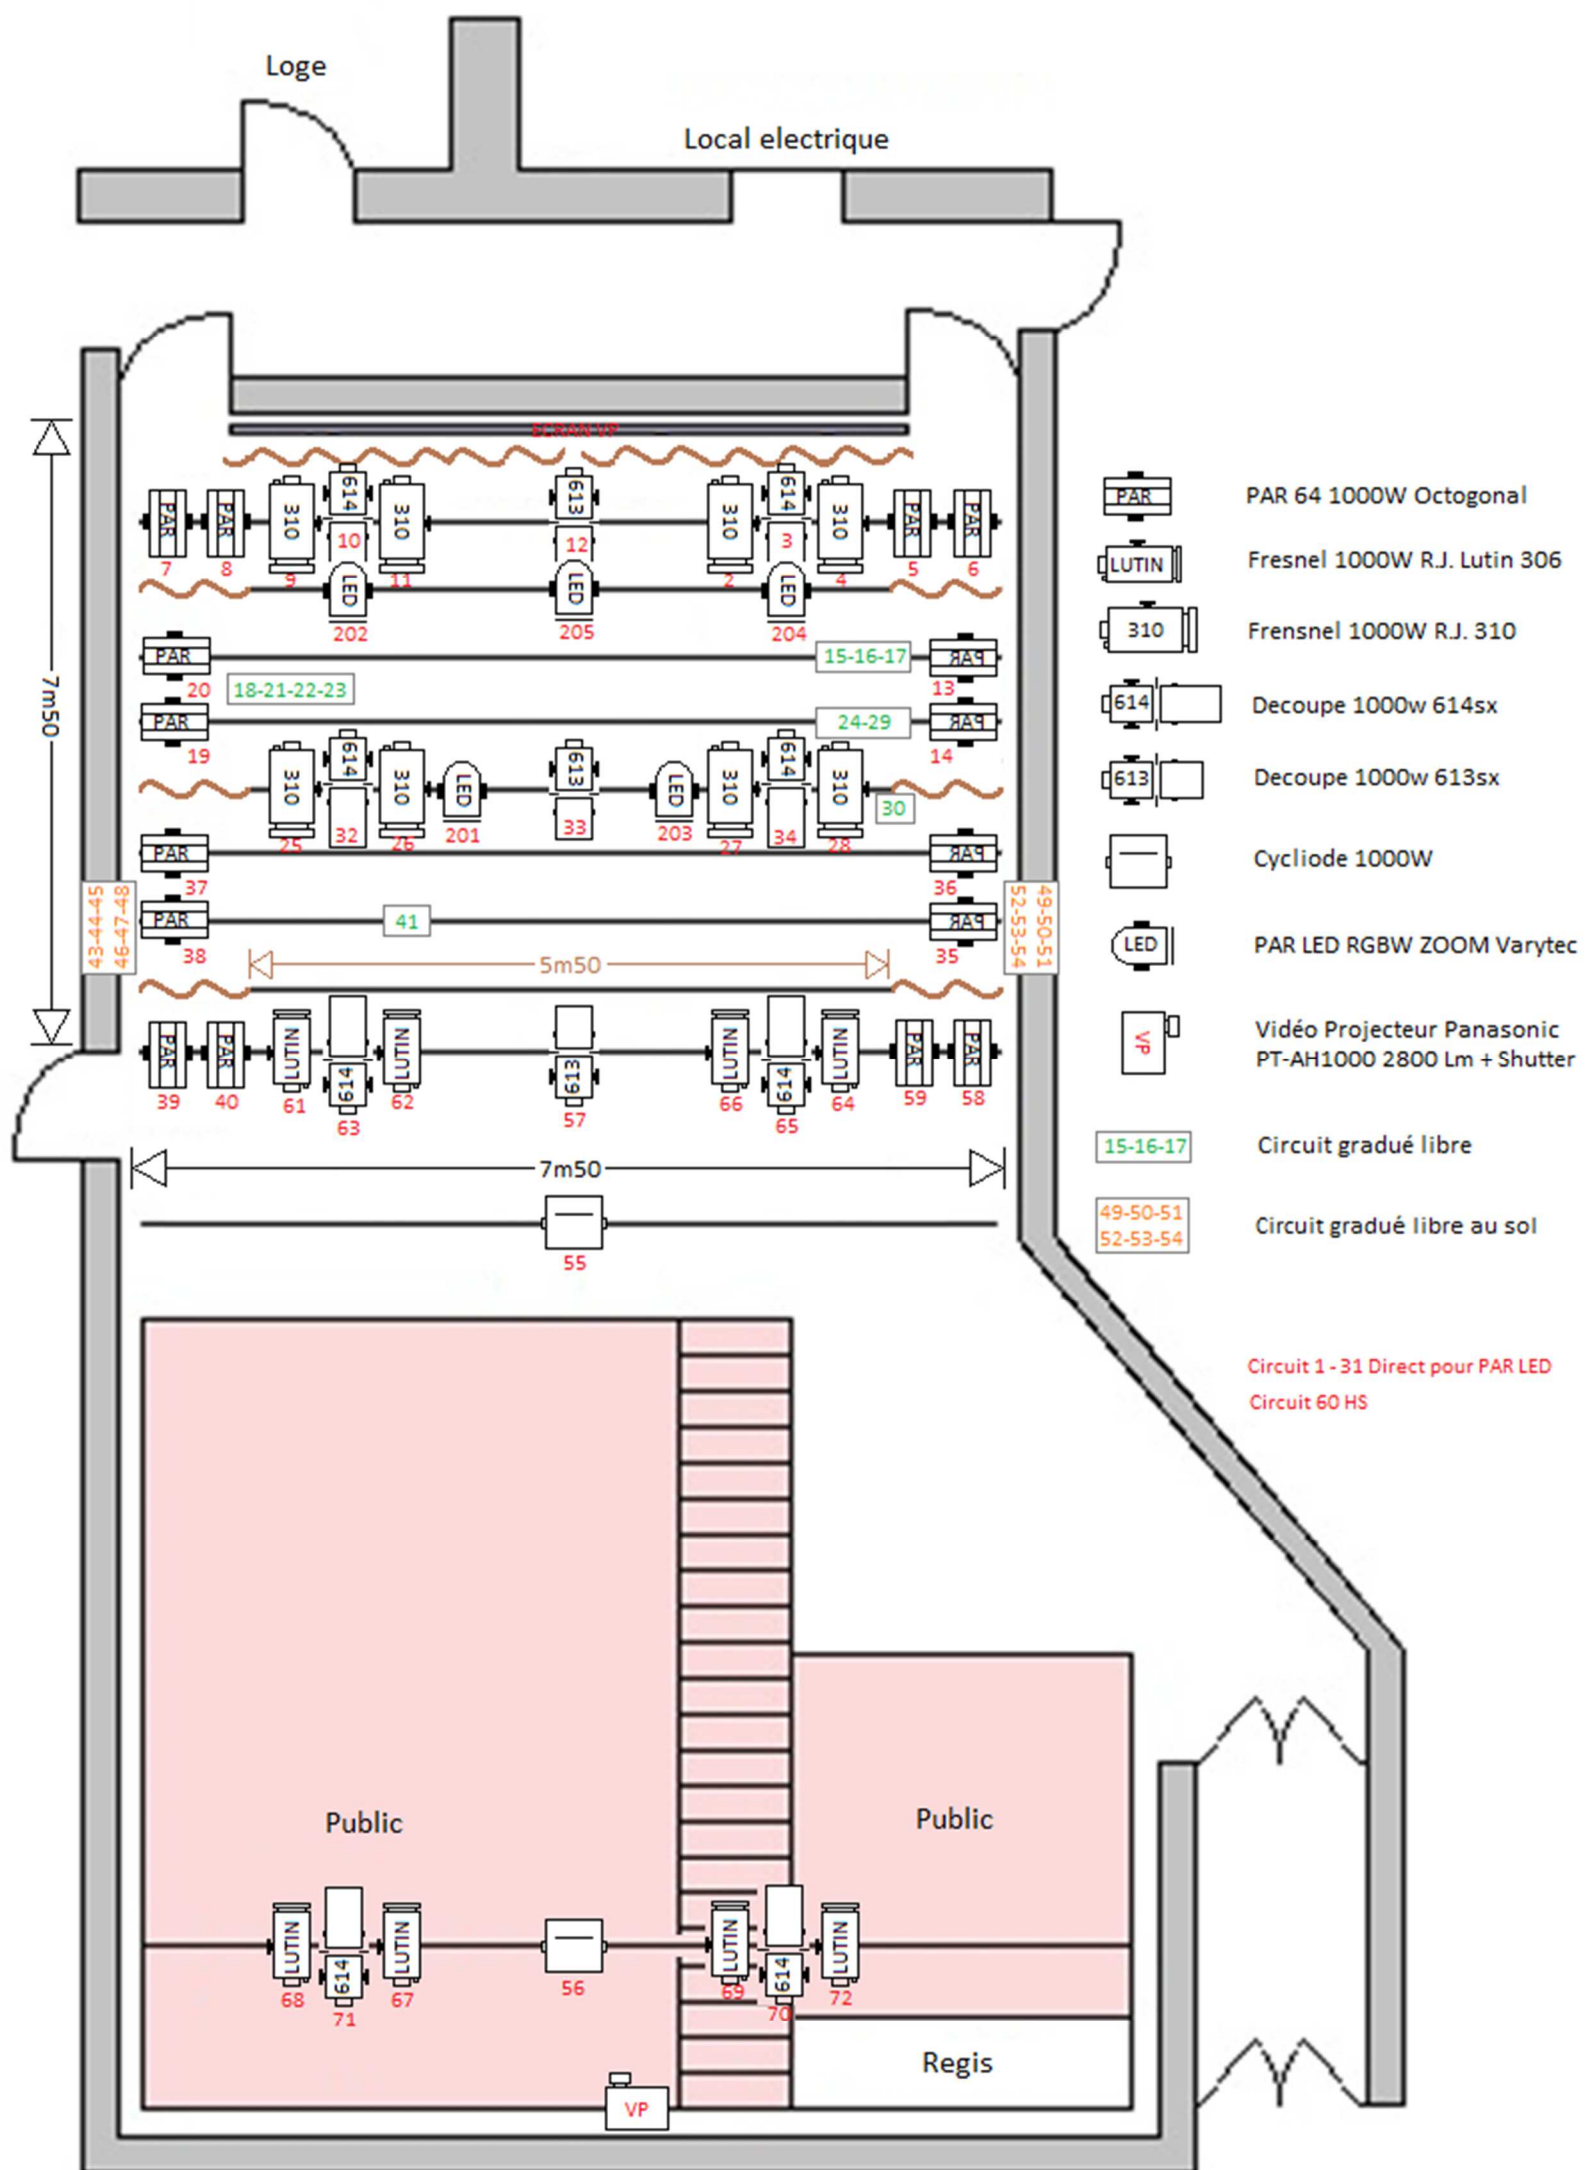 Loge
Local electrique
ECRAN VP
PAR PAR 310 614 310 613 310 614 310 PAR PAR
7 8 9 10 11 12 2 3 4 5 6
LED LED LED
202 205 204
PAR 15-16-17 PAR
20 18-21-22-23 13
PAR 24-29 PAR
19 14
310 614 310 LED 613 LED 310 614 310
25 32 26 201 33 203 27 34 28 30
PAR PAR
37 36
PAR 41 PAR
38 35
43-44-45
46-47-48
49-50-51
52-53-54
7m50
5m50
PAR PAR LUTIN 614 LUTIN 613 LUTIN 614 LUTIN PAR PAR
39 40 61 63 62 57 66 65 64 59 58
7m50
55
Public
Public
LUTIN 614 LUTIN LUTIN 614 LUTIN
68 71 67 56 69 70 72
Regis
VP
PAR PAR 64 1000W Octogonal
LUTIN Fresnel 1000W R.J. Lutin 306
310 Frensnel 1000W R.J. 310
614 Decoupe 1000w 614sx
613 Decoupe 1000w 613sx
Cycliode 1000W
LED PAR LED RGBW ZOOM Varytec
VP Vidéo Projecteur Panasonic
PT-AH1000 2800 Lm + Shutter
15-16-17 Circuit gradué libre
49-50-51
52-53-54 Circuit gradué libre au sol
Circuit 1 - 31 Direct pour PAR LED
Circuit 60 HS